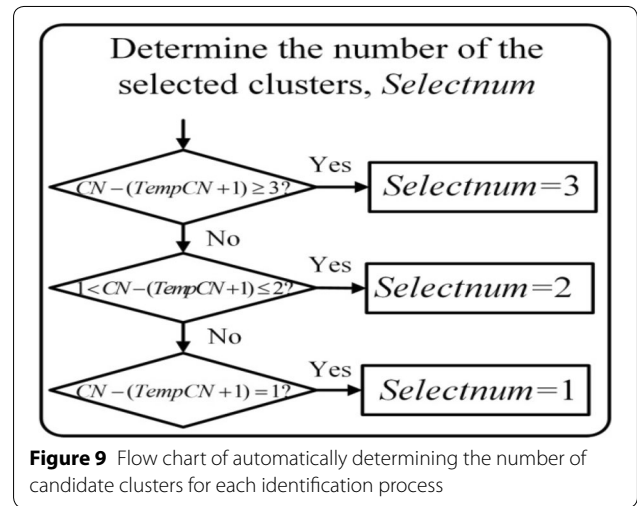 Determine the number of the
selected clusters, Selectnum
CN−(TempCN+1)≥3?
Yes
Selectnum=3
No
1<CN−(TempCN+1)≤2?
Yes
Selectnum=2
No
CN−(TempCN+1)=1?
Yes
Selectnum=1
Figure 9 Flow chart of automatically determining the number of
candidate clusters for each identification process